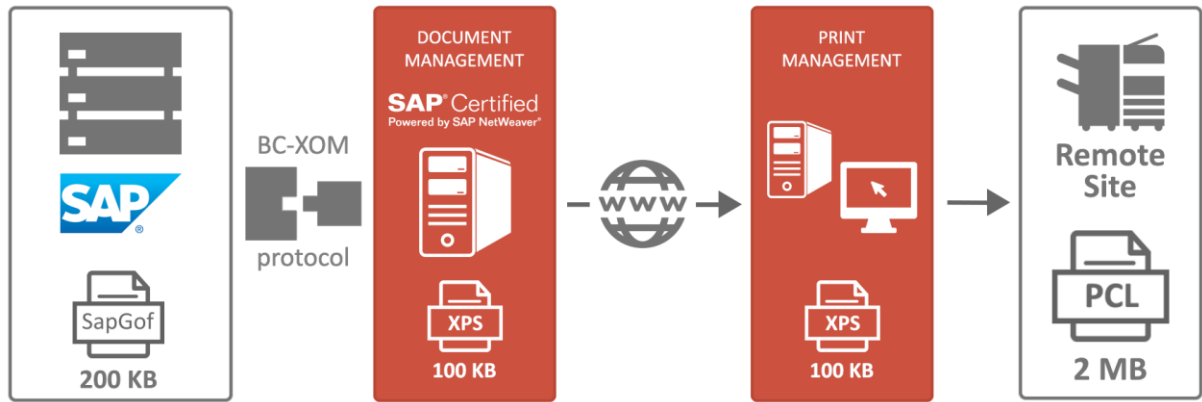 SAP®
SapGof
200 KB
BC-XOM
protocol
DOCUMENT
MANAGEMENT
SAP® Certified
Powered by SAP NetWeaver®
XPS
100 KB
WWW
PRINT
MANAGEMENT
XPS
100 KB
Remote
Site
PCL
2 MB